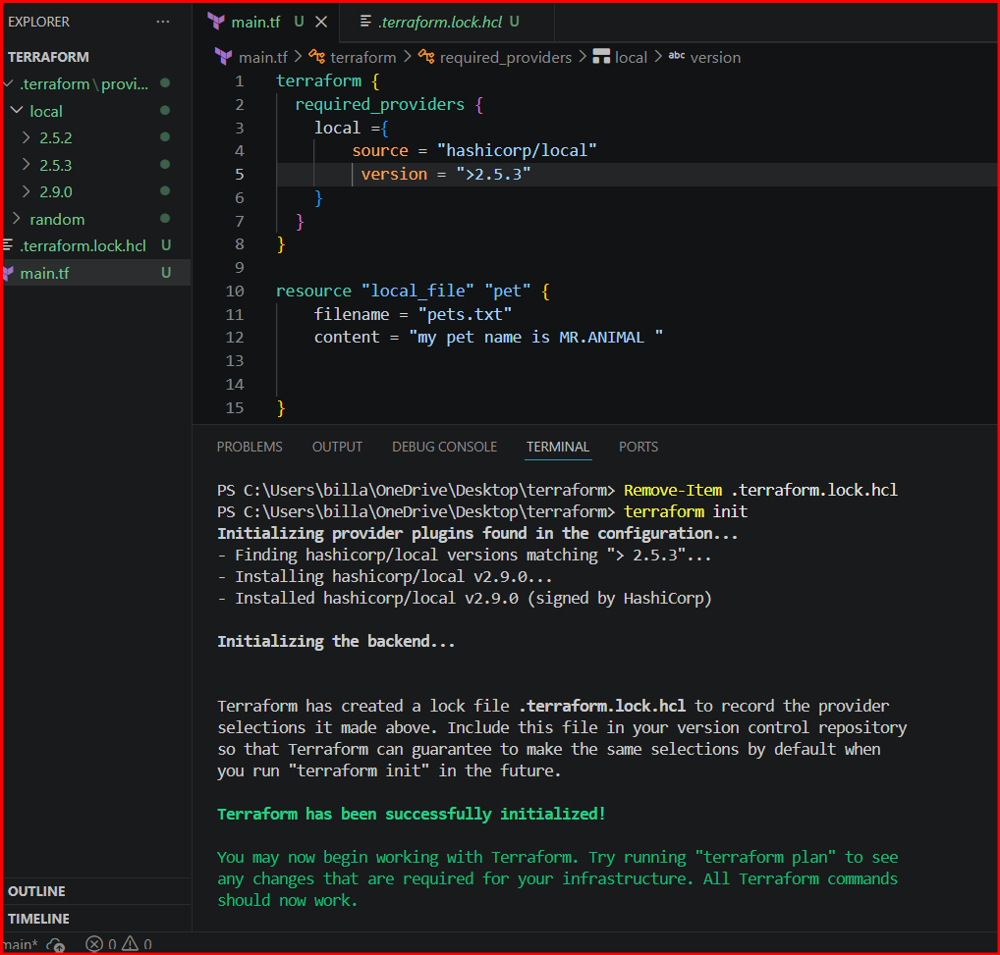 EXPLORER ...
TERRAFORM
.terraform\provi...
local
2.5.2
2.5.3
2.9.0
random
.terraform.lock.hcl U
main.tf U
OUTLINE
TIMELINE
main* 0 0
main.tf U
.terraform.lock.hcl U
main.tf > terraform > required_providers > local > abc version
1 terraform {
2 required_providers {
3 local ={
4 source = "hashicorp/local"
5 version = ">2.5.3"
6 }
7 }
8 }
9
10 resource "local_file" "pet" {
11 filename = "pets.txt"
12 content = "my pet name is MR.ANIMAL "
13
14
15 }
PROBLEMS OUTPUT DEBUG CONSOLE TERMINAL PORTS
PS C:\Users\billa\OneDrive\Desktop\terraform> Remove-Item .terraform.lock.hcl
PS C:\Users\billa\OneDrive\Desktop\terraform> terraform init
Initializing provider plugins found in the configuration...
- Finding hashicorp/local versions matching "> 2.5.3"...
- Installing hashicorp/local v2.9.0...
- Installed hashicorp/local v2.9.0 (signed by HashiCorp)
Initializing the backend...
Terraform has created a lock file .terraform.lock.hcl to record the provider
selections it made above. Include this file in your version control repository
so that Terraform can guarantee to make the same selections by default when
you run "terraform init" in the future.
Terraform has been successfully initialized!
You may now begin working with Terraform. Try running "terraform plan" to see
any changes that are required for your infrastructure. All Terraform commands
should now work.